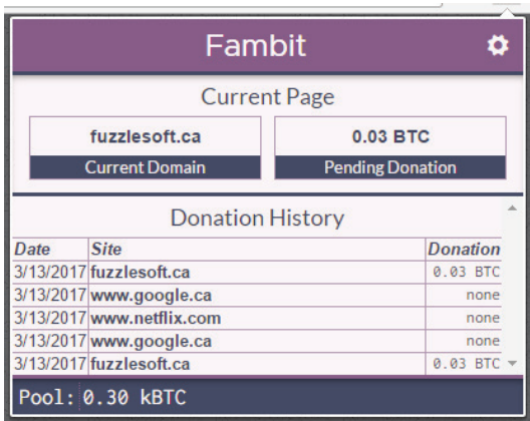 Fambit
Current Page
fuzzlesoft.ca 0.03 BTC
Current Domain Pending Donation
Donation History
Date Site Donation
3/13/2017 fuzzlesoft.ca 0.03 BTC
3/13/2017 www.google.ca none
3/13/2017 www.netflix.com none
3/13/2017 www.google.ca none
3/13/2017 fuzzlesoft.ca 0.03 BTC
Pool: 0.30 kBTC